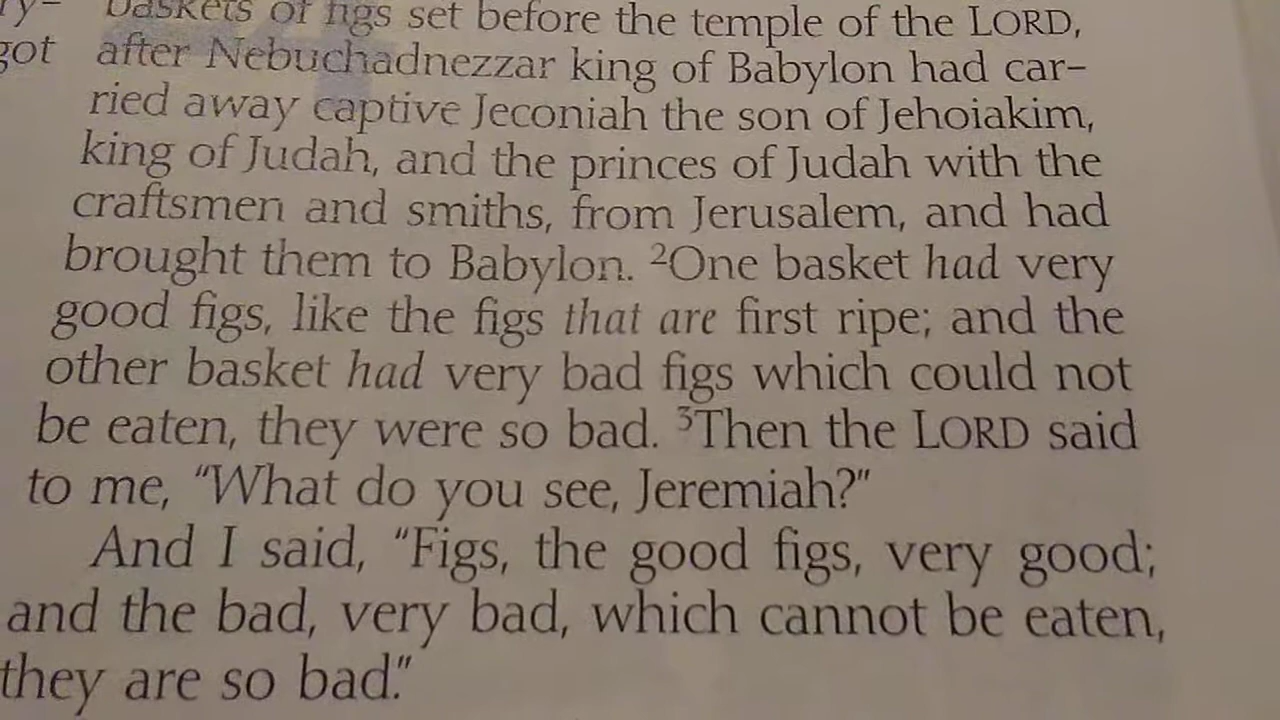 ry- baskets of figs set before the temple of the LORD,
got after Nebuchadnezzar king of Babylon had car-
ried away captive Jeconiah the son of Jehoiakim,
king of Judah, and the princes of Judah with the
craftsmen and smiths, from Jerusalem, and had
brought them to Babylon. ²One basket had very
good figs, like the figs that are first ripe; and the
other basket had very bad figs which could not
be eaten, they were so bad. ³Then the LORD said
to me, “What do you see, Jeremiah?”
And I said, “Figs, the good figs, very good;
and the bad, very bad, which cannot be eaten,
they are so bad.”